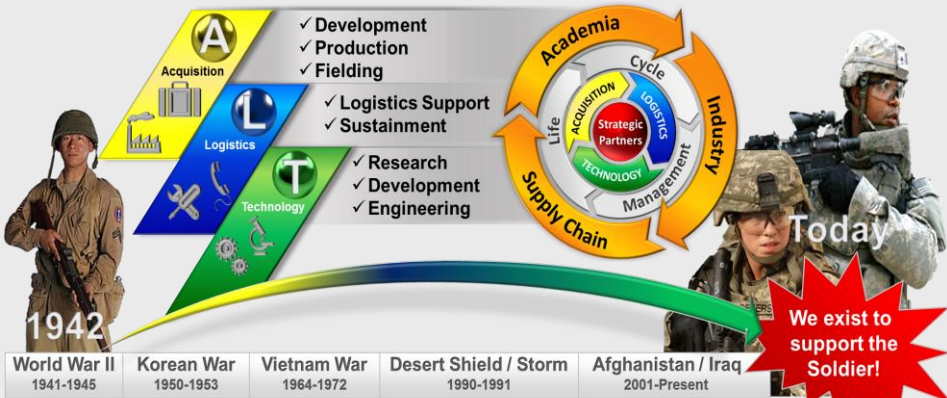 A
Acquisition
✓ Development
✓ Production
✓ Fielding
L
Logistics
✓ Logistics Support
✓ Sustainment
T
Technology
✓ Research
✓ Development
✓ Engineering
Academia
Industry
Supply Chain
Life
Cycle
Management
ACQUISITION
LOGISTICS
TECHNOLOGY
Strategic
Partners
1942
Today
We exist to
support the
Soldier!
World War II
1941-1945
Korean War
1950-1953
Vietnam War
1964-1972
Desert Shield / Storm
1990-1991
Afghanistan / Iraq
2001-Present